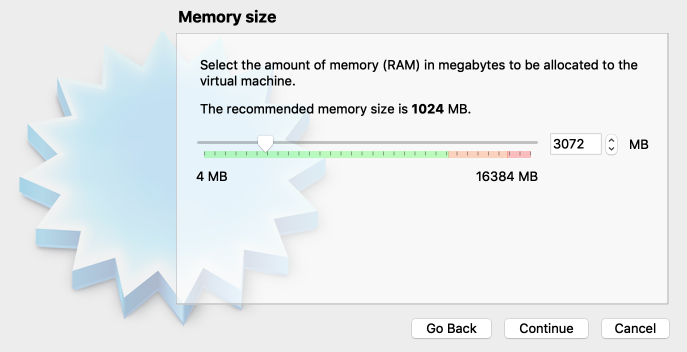 Memory size
Select the amount of memory (RAM) in megabytes to be allocated to the
virtual machine.
The recommended memory size is 1024 MB.
3072 MB
4 MB 16384 MB
Go Back Continue Cancel